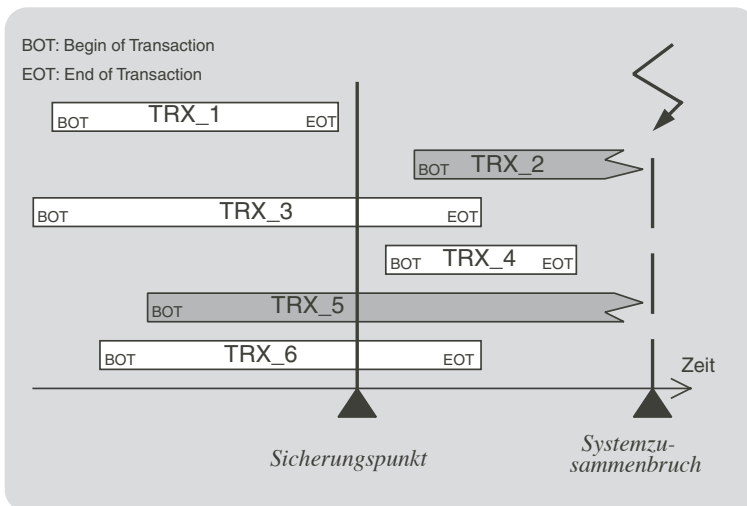 BOT: Begin of Transaction
EOT: End of Transaction
BOT TRX_1 EOT
BOT TRX_2
BOT TRX_3 EOT
BOT TRX_4 EOT
BOT TRX_5
BOT TRX_6 EOT
Zeit
Sicherungspunkt
Systemzu-
sammenbruch